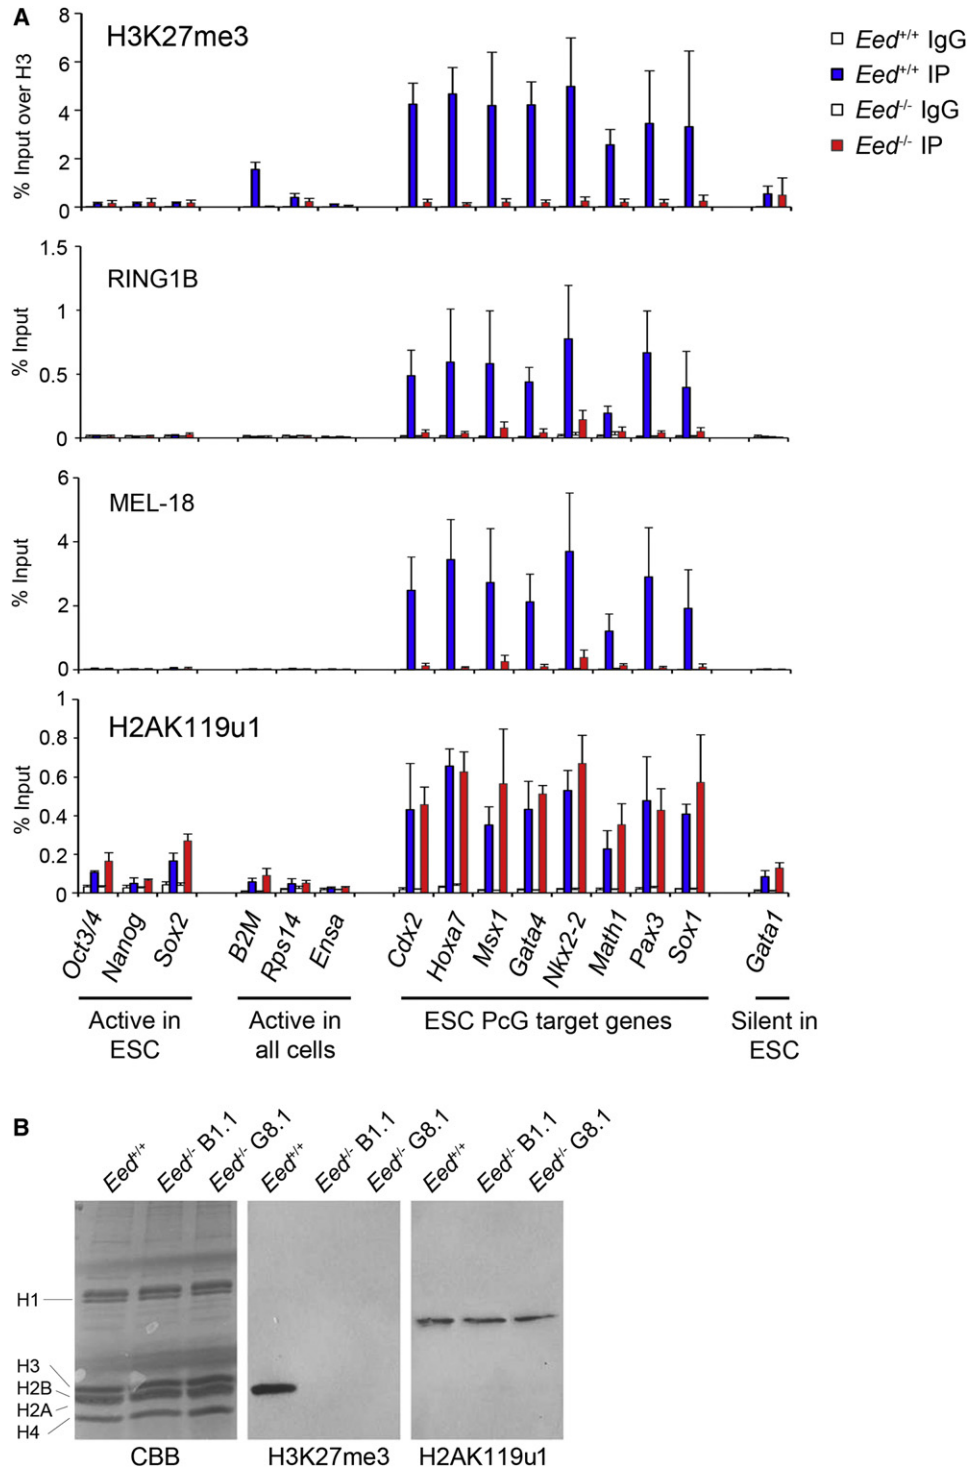 A
H3K27me3
% Input over H3
8
6
4
2
0
Eed+/+ IgG
Eed+/+ IP
Eed-/- IgG
Eed-/- IP
RING1B
% Input
1.5
1
0.5
0
MEL-18
% Input
6
4
2
0
H2AK119u1
% Input
1
0.8
0.6
0.4
0.2
0
Oct3/4
Nanog
Sox2
B2M
Rps14
Ensa
Cdx2
Hoxa7
Msx1
Gata4
Nkx2-2
Math1
Pax3
Sox1
Gata1
Active in
ESC
Active in
all cells
ESC PcG target genes
Silent in
ESC
B
Eed+/+
Eed-/- B1.1
Eed-/- G8.1
Eed+/+
Eed-/- B1.1
Eed-/- G8.1
Eed+/+
Eed-/- B1.1
Eed-/- G8.1
H1
H3
H2B
H2A
H4
CBB
H3K27me3
H2AK119u1